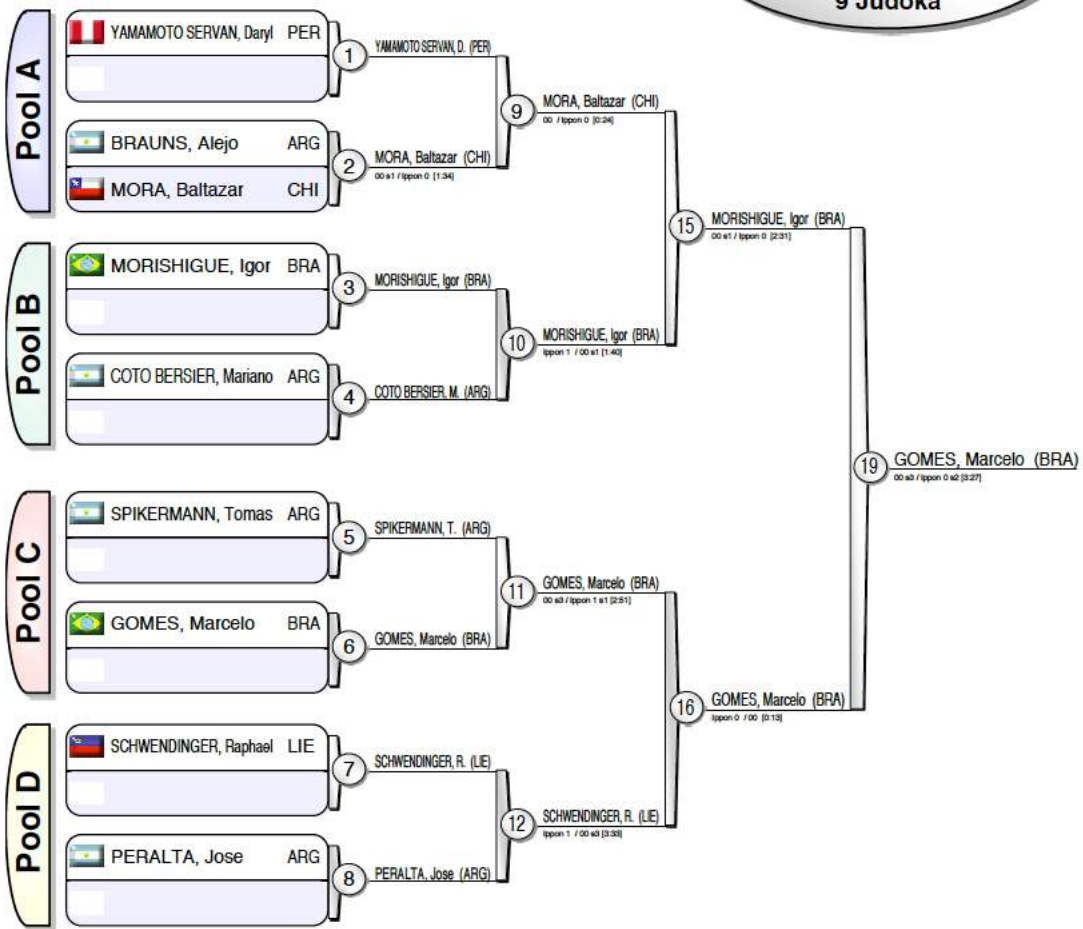 9 Judoka
Pool A
YAMAMOTO SERVAN, Daryl PER
1
YAMAMOTO SERVAN, D. (PER)
BRAUNS, Alejo ARG
MORA, Baltazar CHI
2
MORA, Baltazar (CHI)
00 s1 / Ippon 0 [1:34]
9
MORA, Baltazar (CHI)
00 / Ippon 0 [0:24]
Pool B
MORISHIGUE, Igor BRA
3
MORISHIGUE, Igor (BRA)
COTO BERSIER, Mariano ARG
4
COTO BERSIER, M. (ARG)
10
MORISHIGUE, Igor (BRA)
Ippon 1 / 00 s1 [1:40]
15
MORISHIGUE, Igor (BRA)
00 s1 / Ippon 0 [2:31]
Pool C
SPIKERMANN, Tomas ARG
5
SPIKERMANN, T. (ARG)
GOMES, Marcelo BRA
6
GOMES, Marcelo (BRA)
11
GOMES, Marcelo (BRA)
00 s3 / Ippon 1 s1 [2:51]
Pool D
SCHWENDINGER, Raphael LIE
7
SCHWENDINGER, R. (LIE)
PERALTA, Jose ARG
8
PERALTA, Jose (ARG)
12
SCHWENDINGER, R. (LIE)
Ippon 1 / 00 s3 [3:33]
16
GOMES, Marcelo (BRA)
Ippon 0 / 00 [0:13]
19
GOMES, Marcelo (BRA)
00 s3 / Ippon 0 s2 [3:27]